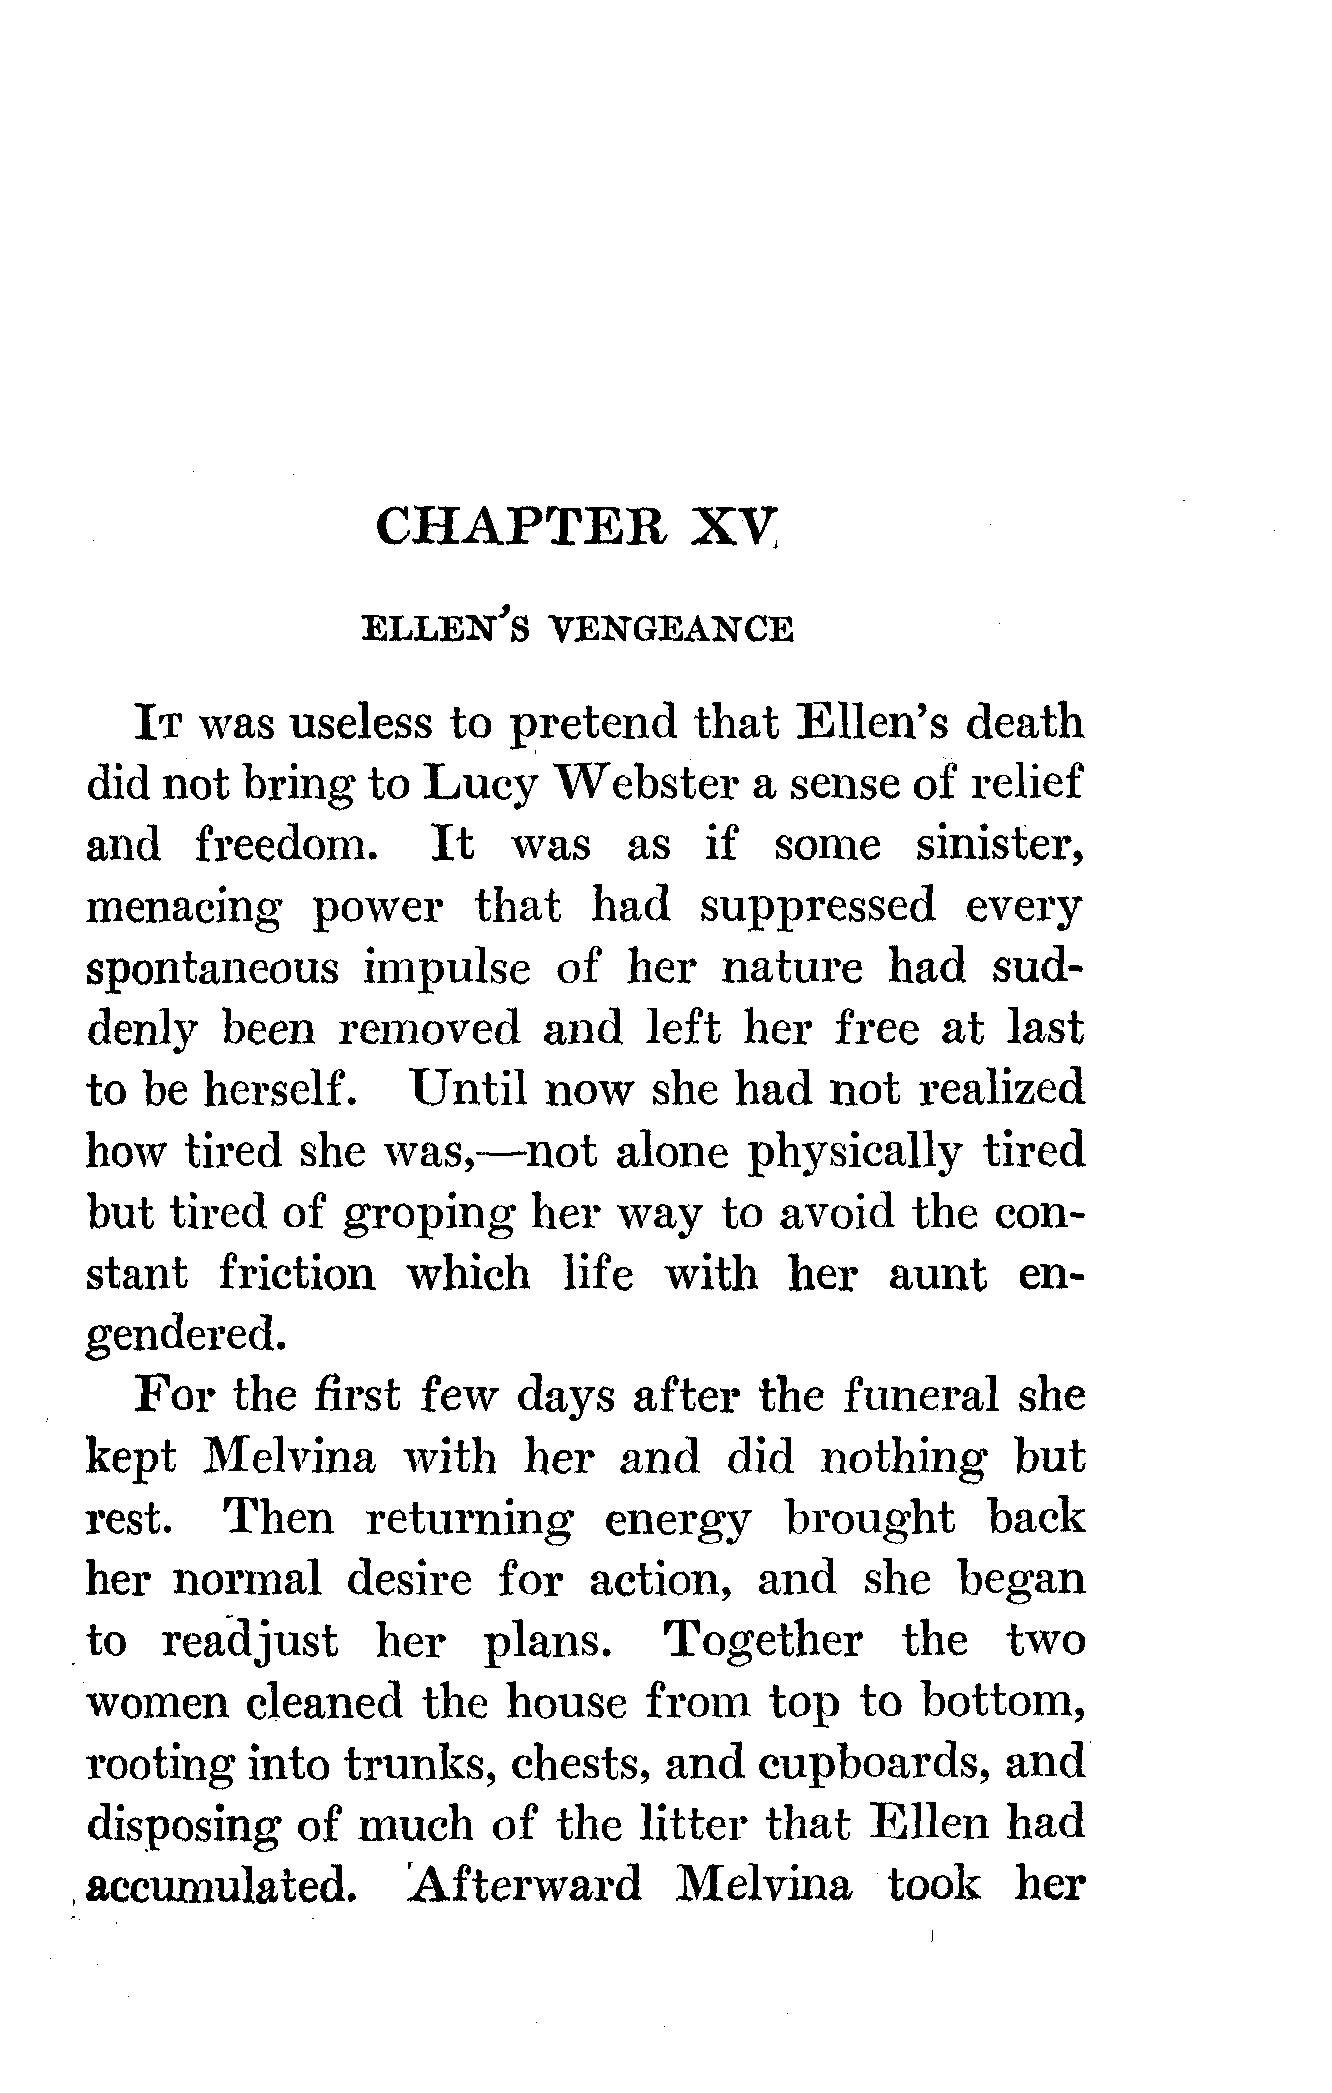 CHAPTER XV
ELLEN'S VENGEANCE
IT was useless to pretend that Ellen's death
did not bring to Lucy Webster a sense of relief
and freedom. It was as if some sinister,
menacing power that had suppressed every
spontaneous impulse of her nature had sud-
denly been removed and left her free at last
to be herself. Until now she had not realized
how tired she was,—not alone physically tired
but tired of groping her way to avoid the con-
stant friction which life with her aunt en-
gendered.
For the first few days after the funeral she
kept Melvina with her and did nothing but
rest. Then returning energy brought back
her normal desire for action, and she began
to readjust her plans. Together the two
women cleaned the house from top to bottom,
rooting into trunks, chests, and cupboards, and
disposing of much of the litter that Ellen had
accumulated. Afterward Melvina took her